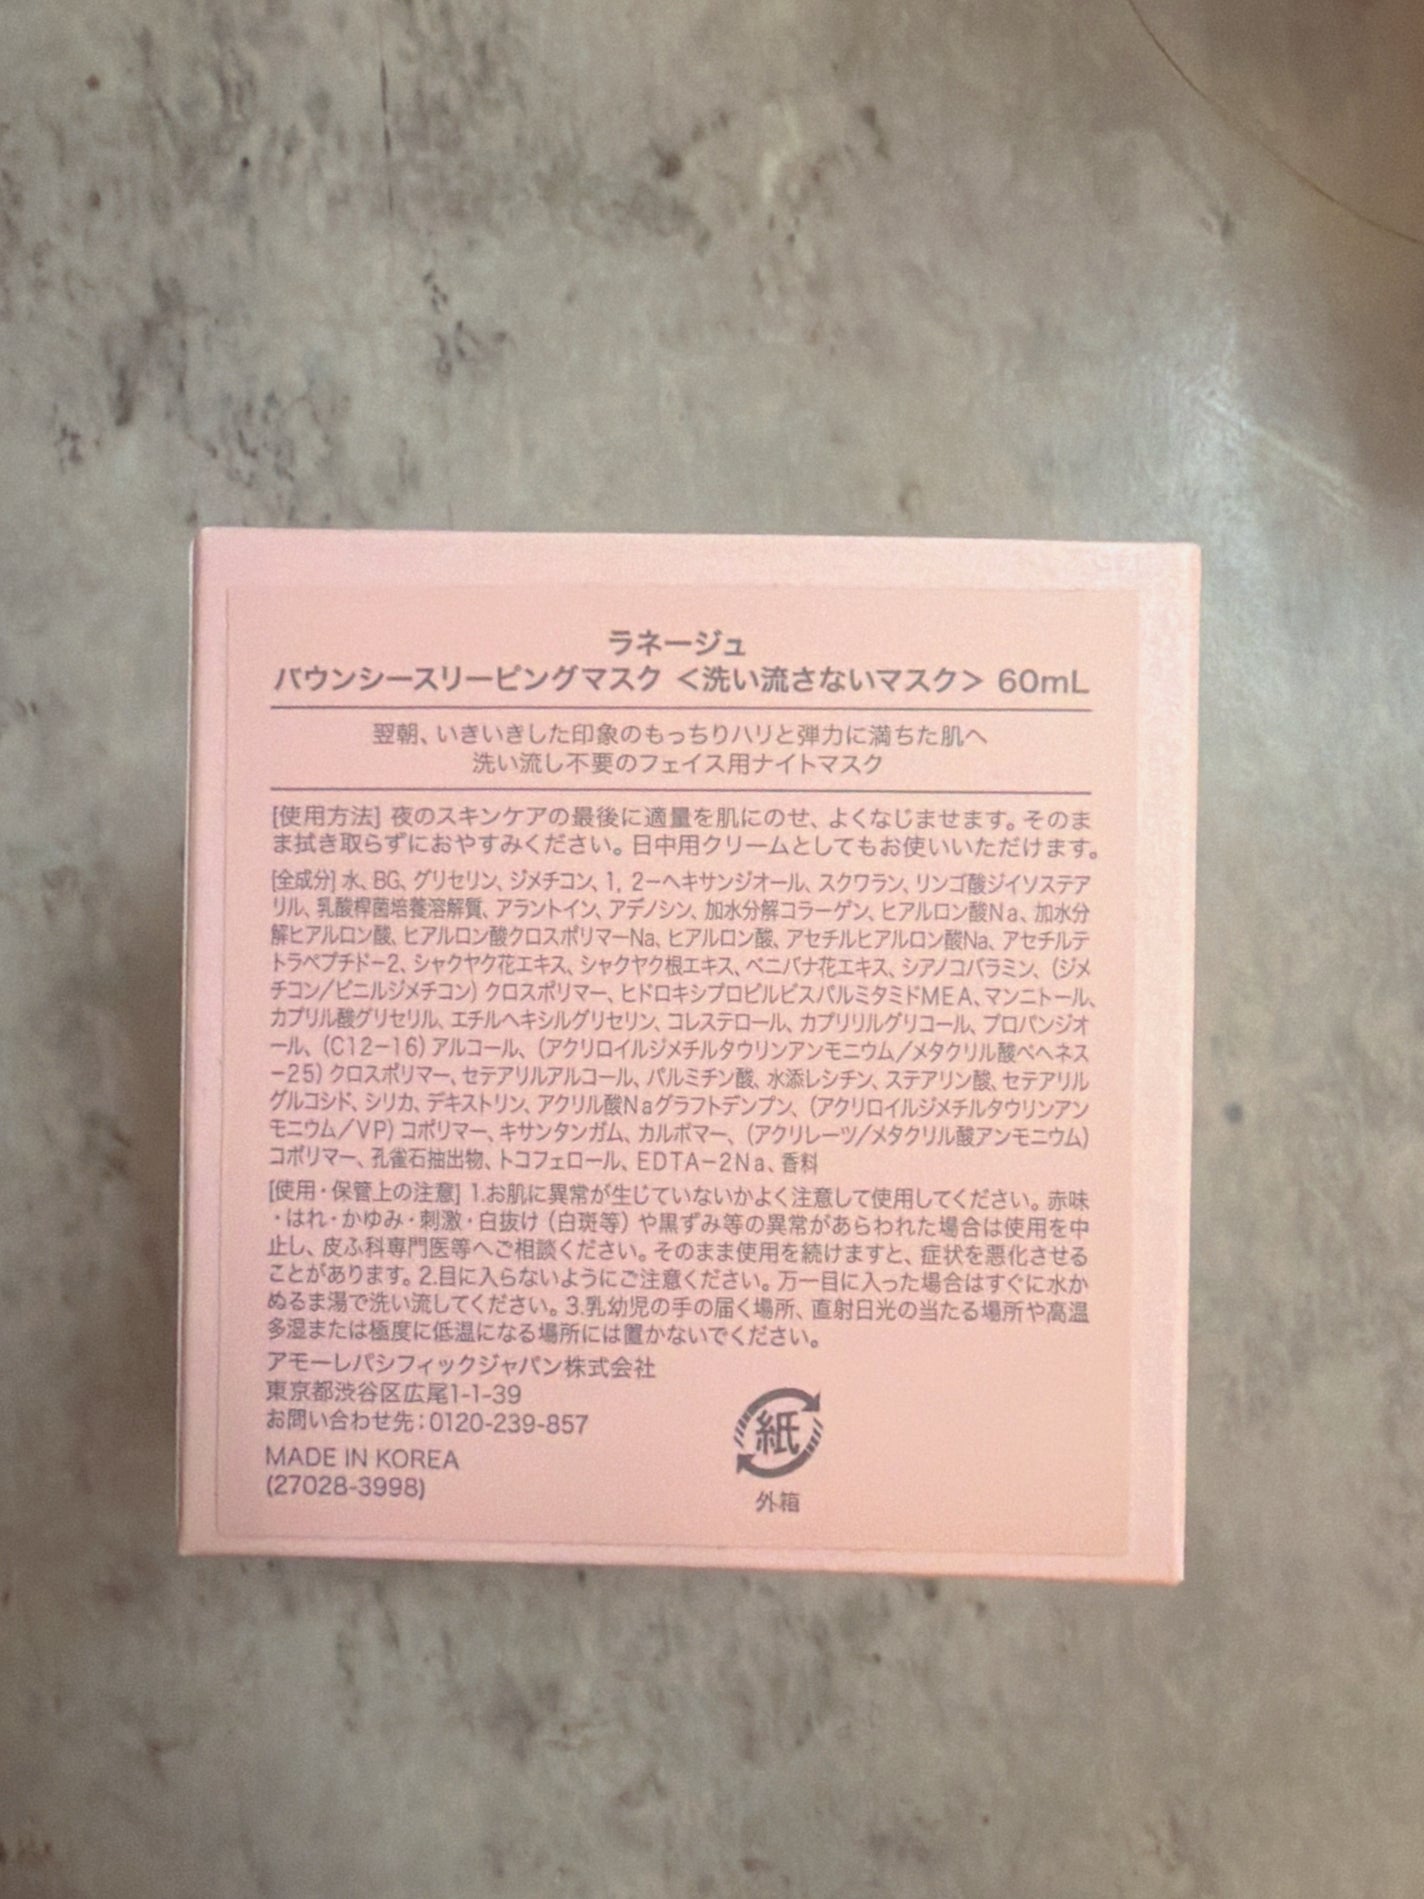 ラネージュ
バウンシースリーピングマスク <洗い流さないマスク> 60mL
翌朝、いきいきした印象のもっちりハリと弾力に満ちた肌へ
洗い流し不要のフェイス用ナイトマスク
[使用方法] 夜のスキンケアの最後に適量を肌にのせ、よくなじませます。そのま
ま拭き取らずにおやすみください。日中用クリームとしてもお使いいただけます。
[全成分] 水、BG、グリセリン、ジメチコン、1, 2-ヘキサンジオール、スクワラン、リンゴ酸ジイソステア
リル、乳酸桿菌培養溶解質、アラントイン、アデノシン、加水分解コラーゲン、ヒアルロン酸Na、加水分
解ヒアルロン酸、ヒアルロン酸クロスポリマーNa、ヒアルロン酸、アセチルヒアルロン酸Na、アセチルテ
トラペプチド-2、シャクヤク花エキス、シャクヤク根エキス、ベニバナ花エキス、シアノコバラミン、(ジメ
チコン/ビニルジメチコン) クロスポリマー、ヒドロキシプロピルビスパルミタミドMEA、マンニトール、
カプリル酸グリセリル、エチルヘキシルグリセリン、コレステロール、カプリリルグリコール、プロパンジオ
ール、(C12-16) アルコール、(アクリロイルジメチルタウリンアンモニウム/メタクリル酸ベヘネス
-25) クロスポリマー、セテアリルアルコール、パルミチン酸、水添レシチン、ステアリン酸、セテアリル
グルコシド、シリカ、デキストリン、アクリル酸Naグラフトデンプン、(アクリロイルジメチルタウリンアン
モニウム/VP) コポリマー、キサンタンガム、カルボマー、(アクリレーツ/メタクリル酸アンモニウム)
コポリマー、孔雀石抽出物、トコフェロール、EDTA-2Na、香料
[使用・保管上の注意] 1.お肌に異常が生じていないかよく注意して使用してください。赤味
・はれ・かゆみ・刺激・白抜け (白斑等) や黒ずみ等の異常があらわれた場合は使用を中
止し、皮ふ科専門医等へご相談ください。そのまま使用を続けますと、症状を悪化させる
ことがあります。2.目に入らないようにご注意ください。万一目に入った場合はすぐに水か
ぬるま湯で洗い流してください。3.乳幼児の手の届く場所、直射日光の当たる場所や高温
多湿または極度に低温になる場所には置かないでください。
アモーレパシフィックジャパン株式会社
東京都渋谷区広尾1-1-39
お問い合わせ先：0120-239-857
MADE IN KOREA
(27028-3998)
紙
外箱